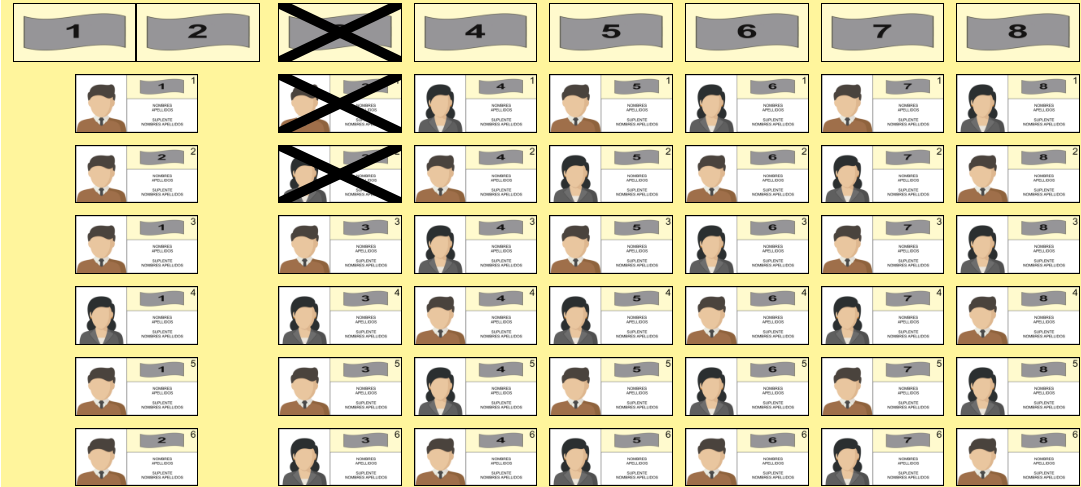 1 2 4 5 6 7 8
1 1 4 1 5 1 6 1 7 1 8 1
NOMBRES NOMBRES NOMBRES NOMBRES NOMBRES NOMBRES NOMBRES
APELLIDOS APELLIDOS APELLIDOS APELLIDOS APELLIDOS APELLIDOS APELLIDOS
SUPLENTE SUPLENTE SUPLENTE SUPLENTE SUPLENTE SUPLENTE SUPLENTE
NOMBRES APELLIDOS NOMBRES APELLIDOS NOMBRES APELLIDOS NOMBRES APELLIDOS NOMBRES APELLIDOS NOMBRES APELLIDOS NOMBRES APELLIDOS
2 2 4 2 5 2 6 2 7 2 8 2
NOMBRES NOMBRES NOMBRES NOMBRES NOMBRES NOMBRES NOMBRES
APELLIDOS APELLIDOS APELLIDOS APELLIDOS APELLIDOS APELLIDOS APELLIDOS
SUPLENTE SUPLENTE SUPLENTE SUPLENTE SUPLENTE SUPLENTE SUPLENTE
NOMBRES APELLIDOS NOMBRES APELLIDOS NOMBRES APELLIDOS NOMBRES APELLIDOS NOMBRES APELLIDOS NOMBRES APELLIDOS NOMBRES APELLIDOS
1 3 3 3 4 3 5 3 6 3 7 3 8 3
NOMBRES NOMBRES NOMBRES NOMBRES NOMBRES NOMBRES NOMBRES
APELLIDOS APELLIDOS APELLIDOS APELLIDOS APELLIDOS APELLIDOS APELLIDOS
SUPLENTE SUPLENTE SUPLENTE SUPLENTE SUPLENTE SUPLENTE SUPLENTE
NOMBRES APELLIDOS NOMBRES APELLIDOS NOMBRES APELLIDOS NOMBRES APELLIDOS NOMBRES APELLIDOS NOMBRES APELLIDOS NOMBRES APELLIDOS
1 4 3 4 4 4 5 4 6 4 7 4 8 4
NOMBRES NOMBRES NOMBRES NOMBRES NOMBRES NOMBRES NOMBRES
APELLIDOS APELLIDOS APELLIDOS APELLIDOS APELLIDOS APELLIDOS APELLIDOS
SUPLENTE SUPLENTE SUPLENTE SUPLENTE SUPLENTE SUPLENTE SUPLENTE
NOMBRES APELLIDOS NOMBRES APELLIDOS NOMBRES APELLIDOS NOMBRES APELLIDOS NOMBRES APELLIDOS NOMBRES APELLIDOS NOMBRES APELLIDOS
1 5 3 5 4 5 5 5 6 5 7 5 8 5
NOMBRES NOMBRES NOMBRES NOMBRES NOMBRES NOMBRES NOMBRES
APELLIDOS APELLIDOS APELLIDOS APELLIDOS APELLIDOS APELLIDOS APELLIDOS
SUPLENTE SUPLENTE SUPLENTE SUPLENTE SUPLENTE SUPLENTE SUPLENTE
NOMBRES APELLIDOS NOMBRES APELLIDOS NOMBRES APELLIDOS NOMBRES APELLIDOS NOMBRES APELLIDOS NOMBRES APELLIDOS NOMBRES APELLIDOS
2 6 3 6 4 6 5 6 6 6 7 6 8 6
NOMBRES NOMBRES NOMBRES NOMBRES NOMBRES NOMBRES NOMBRES
APELLIDOS APELLIDOS APELLIDOS APELLIDOS APELLIDOS APELLIDOS APELLIDOS
SUPLENTE SUPLENTE SUPLENTE SUPLENTE SUPLENTE SUPLENTE SUPLENTE
NOMBRES APELLIDOS NOMBRES APELLIDOS NOMBRES APELLIDOS NOMBRES APELLIDOS NOMBRES APELLIDOS NOMBRES APELLIDOS NOMBRES APELLIDOS